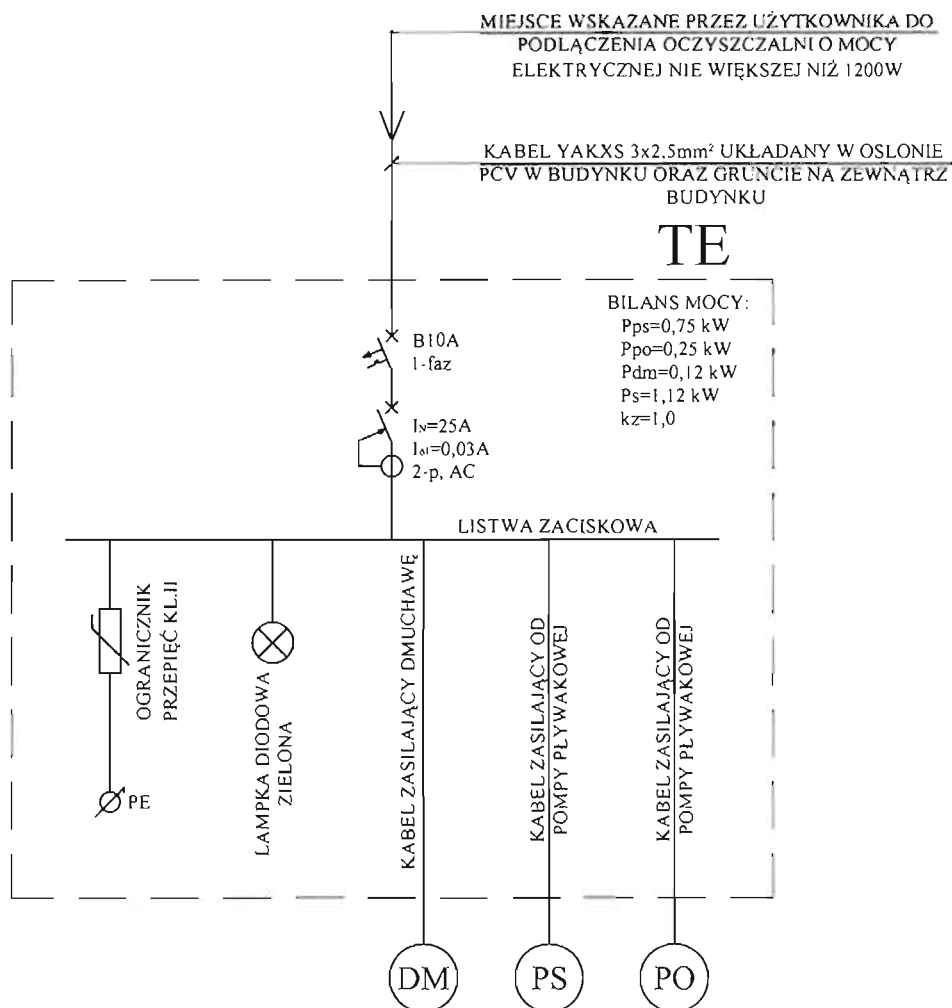 MIEJSCE WSKAZANE PRZEZ UŻYTKOWNIKA DO
PODLĄCZENIA OCZYSZCZALNI O MOCY
ELEKTRYCZNEJ NIE WIĘKSZEJ NIŻ 1200W
KABEL YAKXS 3x2,5mm² UKŁADANY W OSLONIE
PCV W BUDYNKU ORAZ GRUNCIE NA ZEWNĄTRZ
BUDYNKU
TE
BILANS MOCY:
Pps=0,75 kW
Ppo=0,25 kW
Pdm=0,12 kW
Ps=1,12 kW
kz=1,0
B10A
1-faz
IN=25A
IΔ1=0,03A
2-p, AC
LISTWA ZACISKOWA
OGRANICZNIK
PRZEPIĘĆ KL.II
PE
LAMPKA DIODOWA
ZIELONA
KABEL ZASILAJĄCY DMUCHAWĘ
KABEL ZASILAJĄCY OD
POMPY PŁYWAKOWEJ
KABEL ZASILAJĄCY OD
POMPY PŁYWAKOWEJ
DM
PS
PO